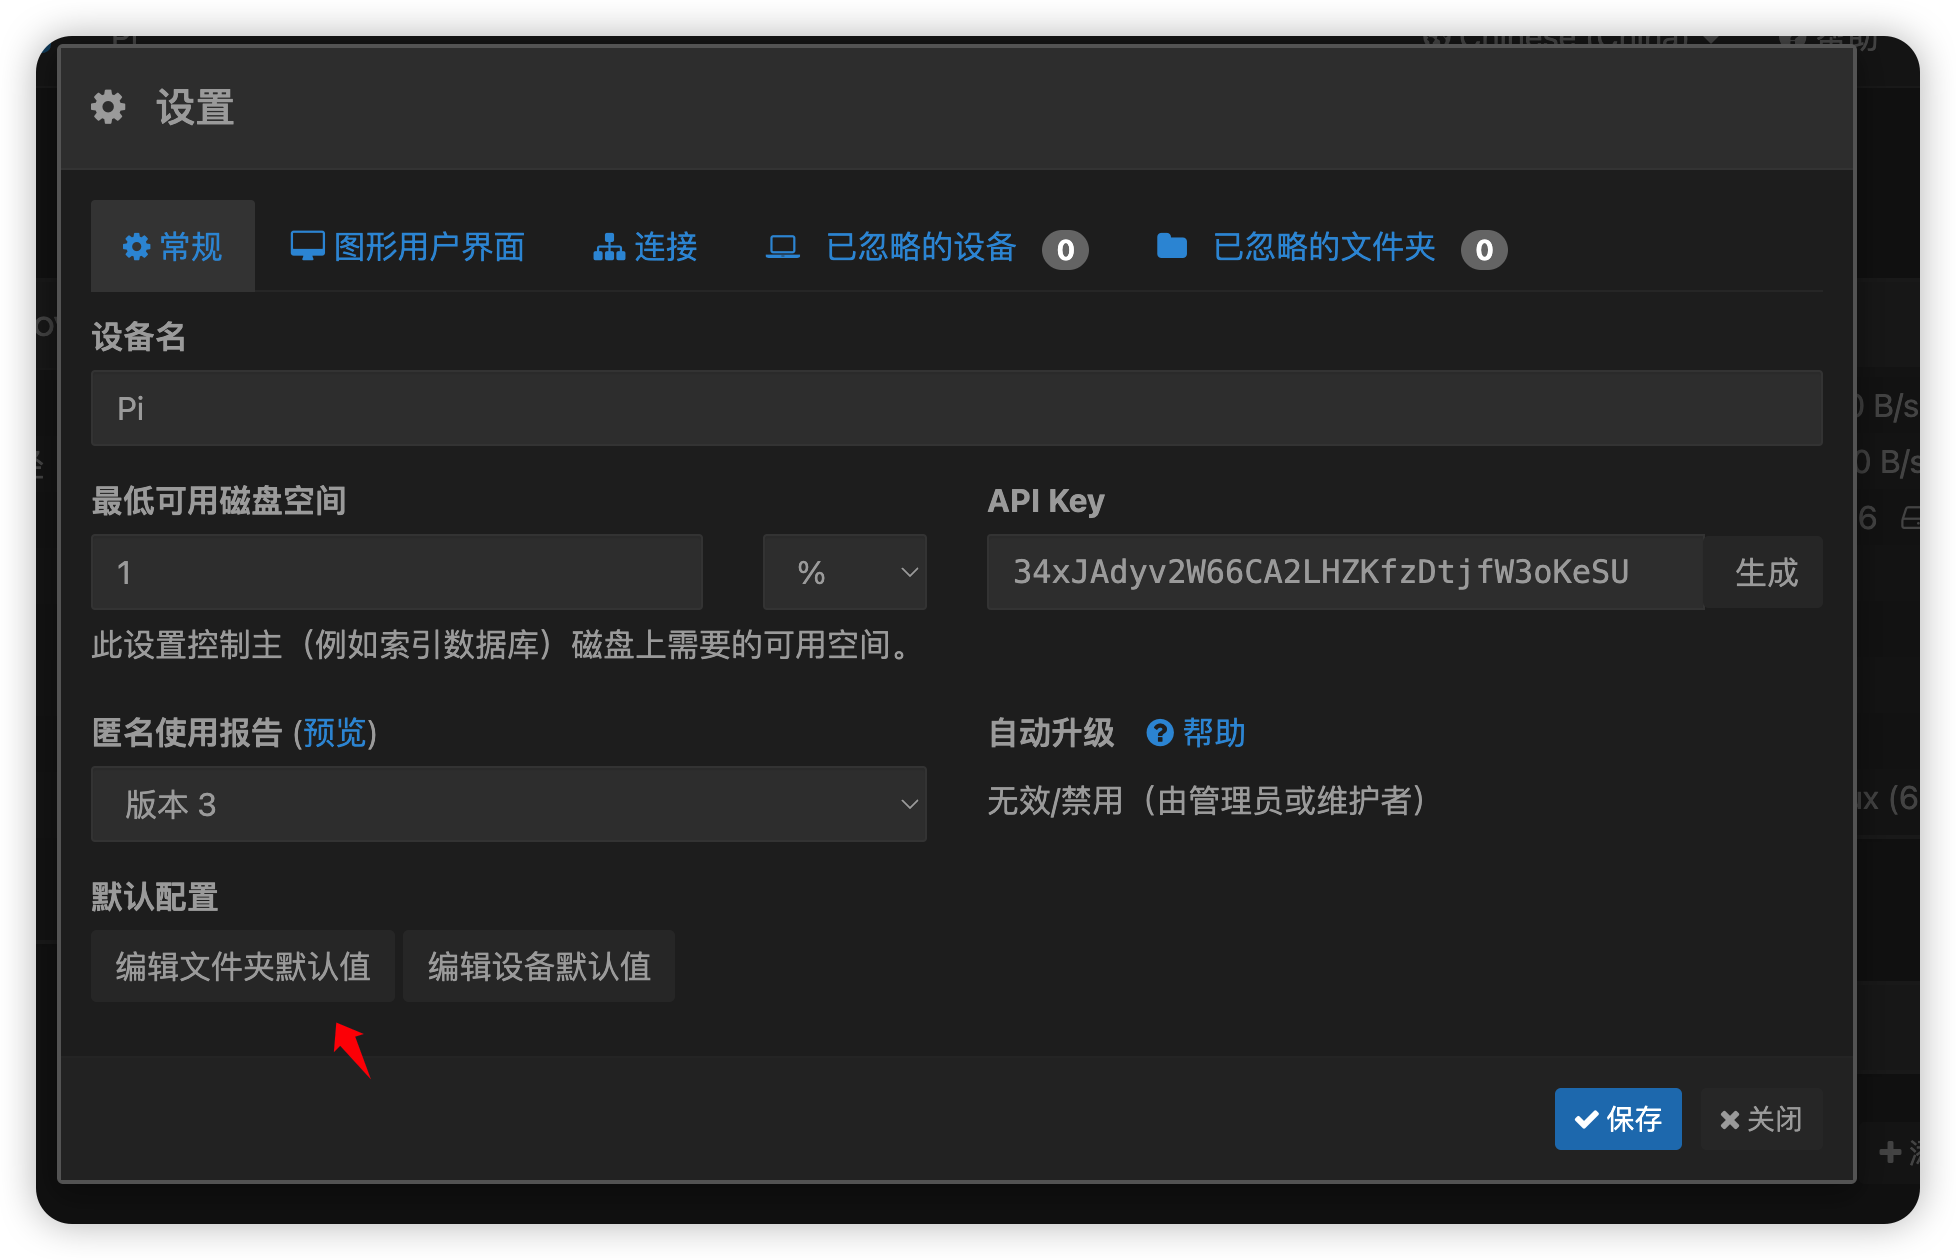 设置
常规 图形用户界面 连接 已忽略的设备 0 已忽略的文件夹 0
设备名
Pi
最低可用磁盘空间 API Key
1 % 34xJAdyv2W66CA2LHZKfzDtjfW3oKeSU 生成
此设置控制主（例如索引数据库）磁盘上需要的可用空间。
匿名使用报告 (预览) 自动升级 帮助
版本 3 无效/禁用（由管理员或维护者）
默认配置
编辑文件夹默认值 编辑设备默认值
保存 关闭